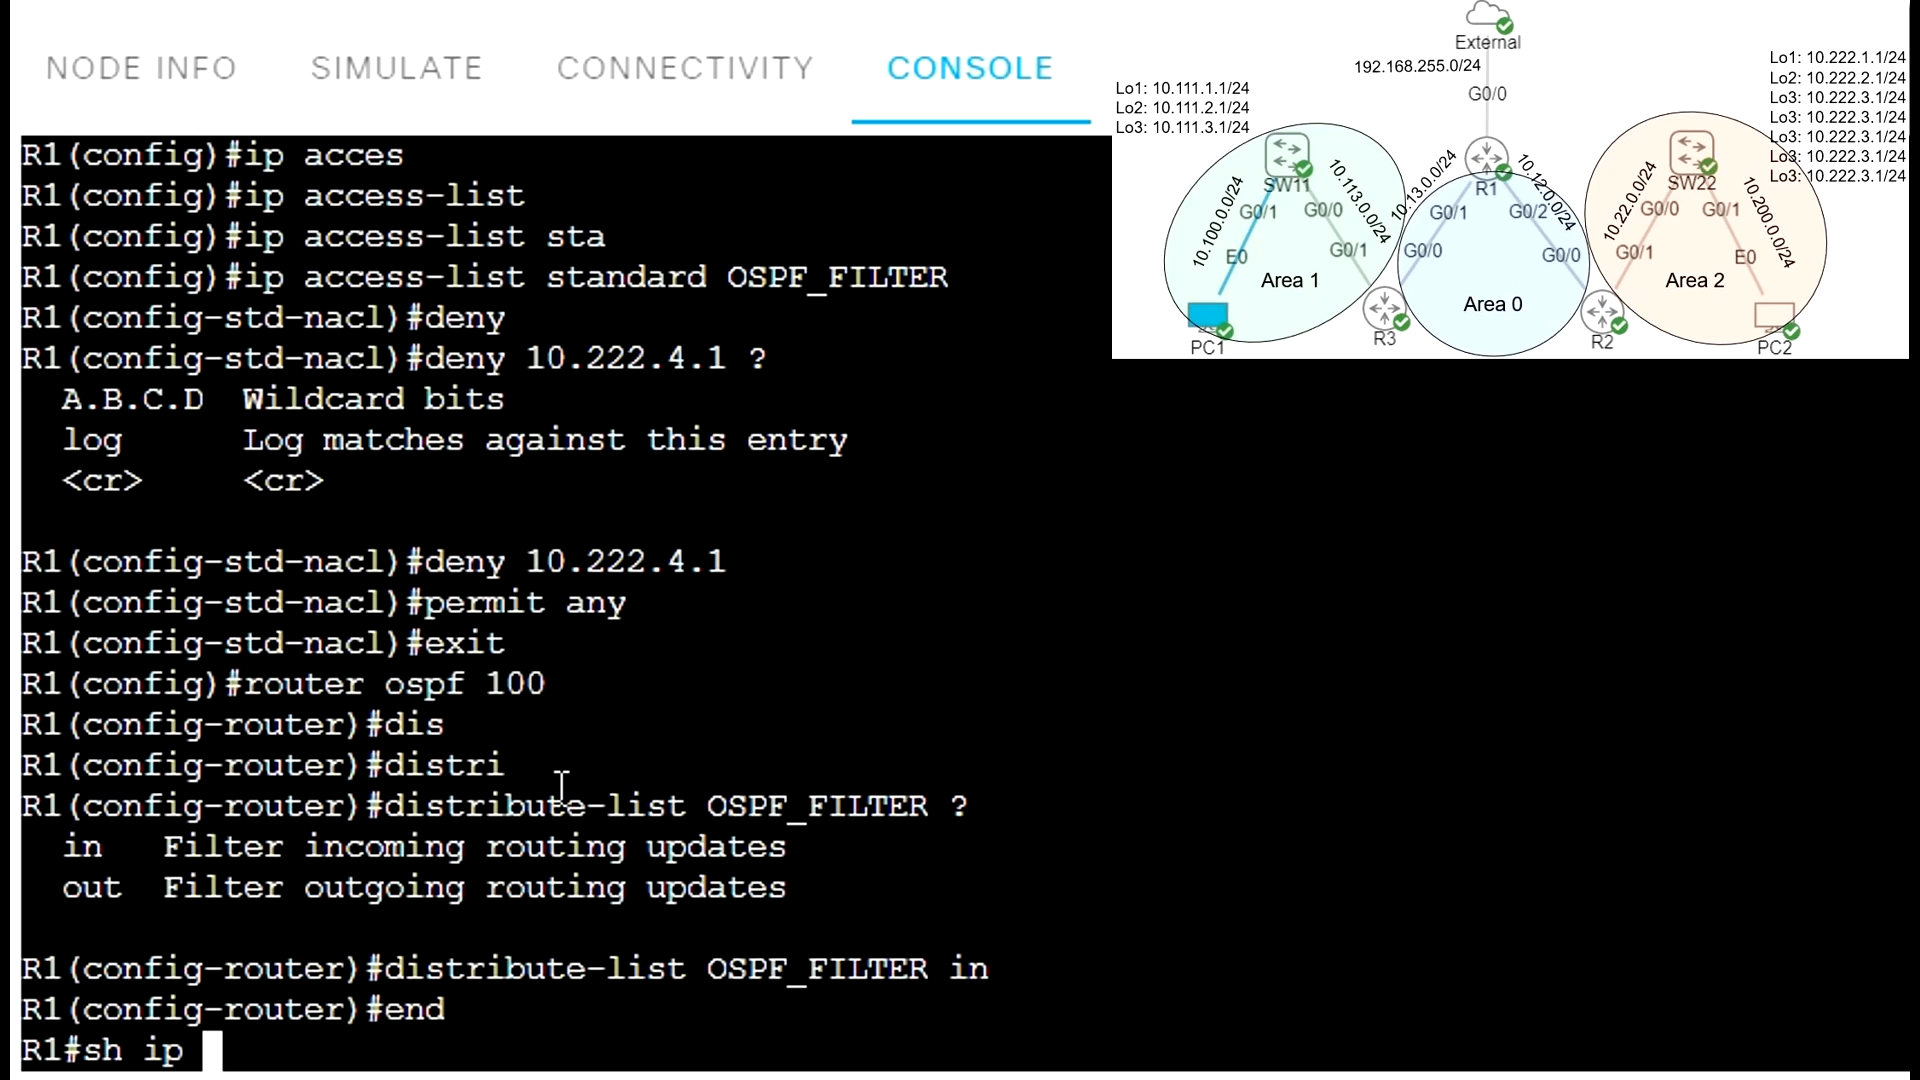 NODE INFO SIMULATE CONNECTIVITY CONSOLE
R1(config)#ip acces
R1(config)#ip access-list
R1(config)#ip access-list sta
R1(config)#ip access-list standard OSPF_FILTER
R1(config-std-nacl)#deny
R1(config-std-nacl)#deny 10.222.4.1 ?
A.B.C.D Wildcard bits
log Log matches against this entry
<cr> <cr>
R1(config-std-nacl)#deny 10.222.4.1
R1(config-std-nacl)#permit any
R1(config-std-nacl)#exit
R1(config)#router ospf 100
R1(config-router)#dis
R1(config-router)#distri
R1(config-router)#distribute-list OSPF_FILTER ?
in Filter incoming routing updates
out Filter outgoing routing updates
R1(config-router)#distribute-list OSPF_FILTER in
R1(config-router)#end
R1#sh ip
External
192.168.255.0/24
G0/0
Lo1: 10.111.1.1/24
Lo2: 10.111.2.1/24
Lo3: 10.111.3.1/24
Lo1: 10.222.1.1/24
Lo2: 10.222.2.1/24
Lo3: 10.222.3.1/24
Lo3: 10.222.3.1/24
Lo3: 10.222.3.1/24
Lo3: 10.222.3.1/24
Lo3: 10.222.3.1/24
SW11
10.100.0.0/24
G0/1
G0/0
10.113.0.0/24
E0
G0/1
Area 1
PC1
R3
10.13.0.0/24
R1
10.12.0.0/24
G0/1
G0/2
G0/0
G0/0
Area 0
R2
SW22
10.22.0.0/24
G0/0
G0/1
10.200.0.0/24
G0/1
E0
Area 2
PC2